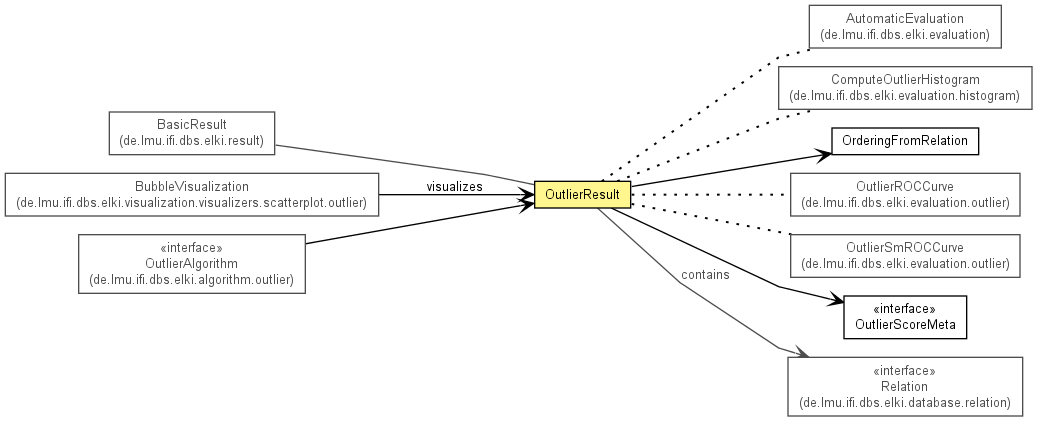 AutomaticEvaluation
(de.lmu.ifi.dbs.elki.evaluation)
ComputeOutlierHistogram
(de.lmu.ifi.dbs.elki.evaluation.histogram)
BasicResult
(de.lmu.ifi.dbs.elki.result)
OrderingFromRelation
BubbleVisualization
(de.lmu.ifi.dbs.elki.visualization.visualizers.scatterplot.outlier)
visualizes
OutlierResult
OutlierROCCurve
(de.lmu.ifi.dbs.elki.evaluation.outlier)
«interface»
OutlierAlgorithm
(de.lmu.ifi.dbs.elki.algorithm.outlier)
OutlierSmROCCurve
(de.lmu.ifi.dbs.elki.evaluation.outlier)
contains
«interface»
OutlierScoreMeta
«interface»
Relation
(de.lmu.ifi.dbs.elki.database.relation)